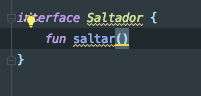 interface Saltador {
    fun saltar()
}